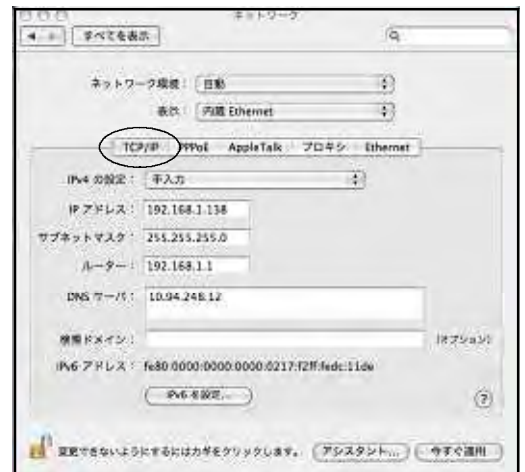 ネットワーク
すべてを表示
ネットワーク環境： 自動
表示： 内蔵 Ethernet
TCP/IP PPPoE AppleTalk プロキシ Ethernet
IPv4 の設定： 手入力
IP アドレス： 192.168.1.138
サブネットマスク： 255.255.255.0
ルーター： 192.168.1.1
DNS サーバ： 10.94.248.12
検索ドメイン： (オプション)
IPv6 アドレス： fe80:0000:0000:0000:0217:f2ff:fedc:11de
IPv6 を設定... ?
変更できないようにするにはカギをクリックします。 アシスタント... 今すぐ適用